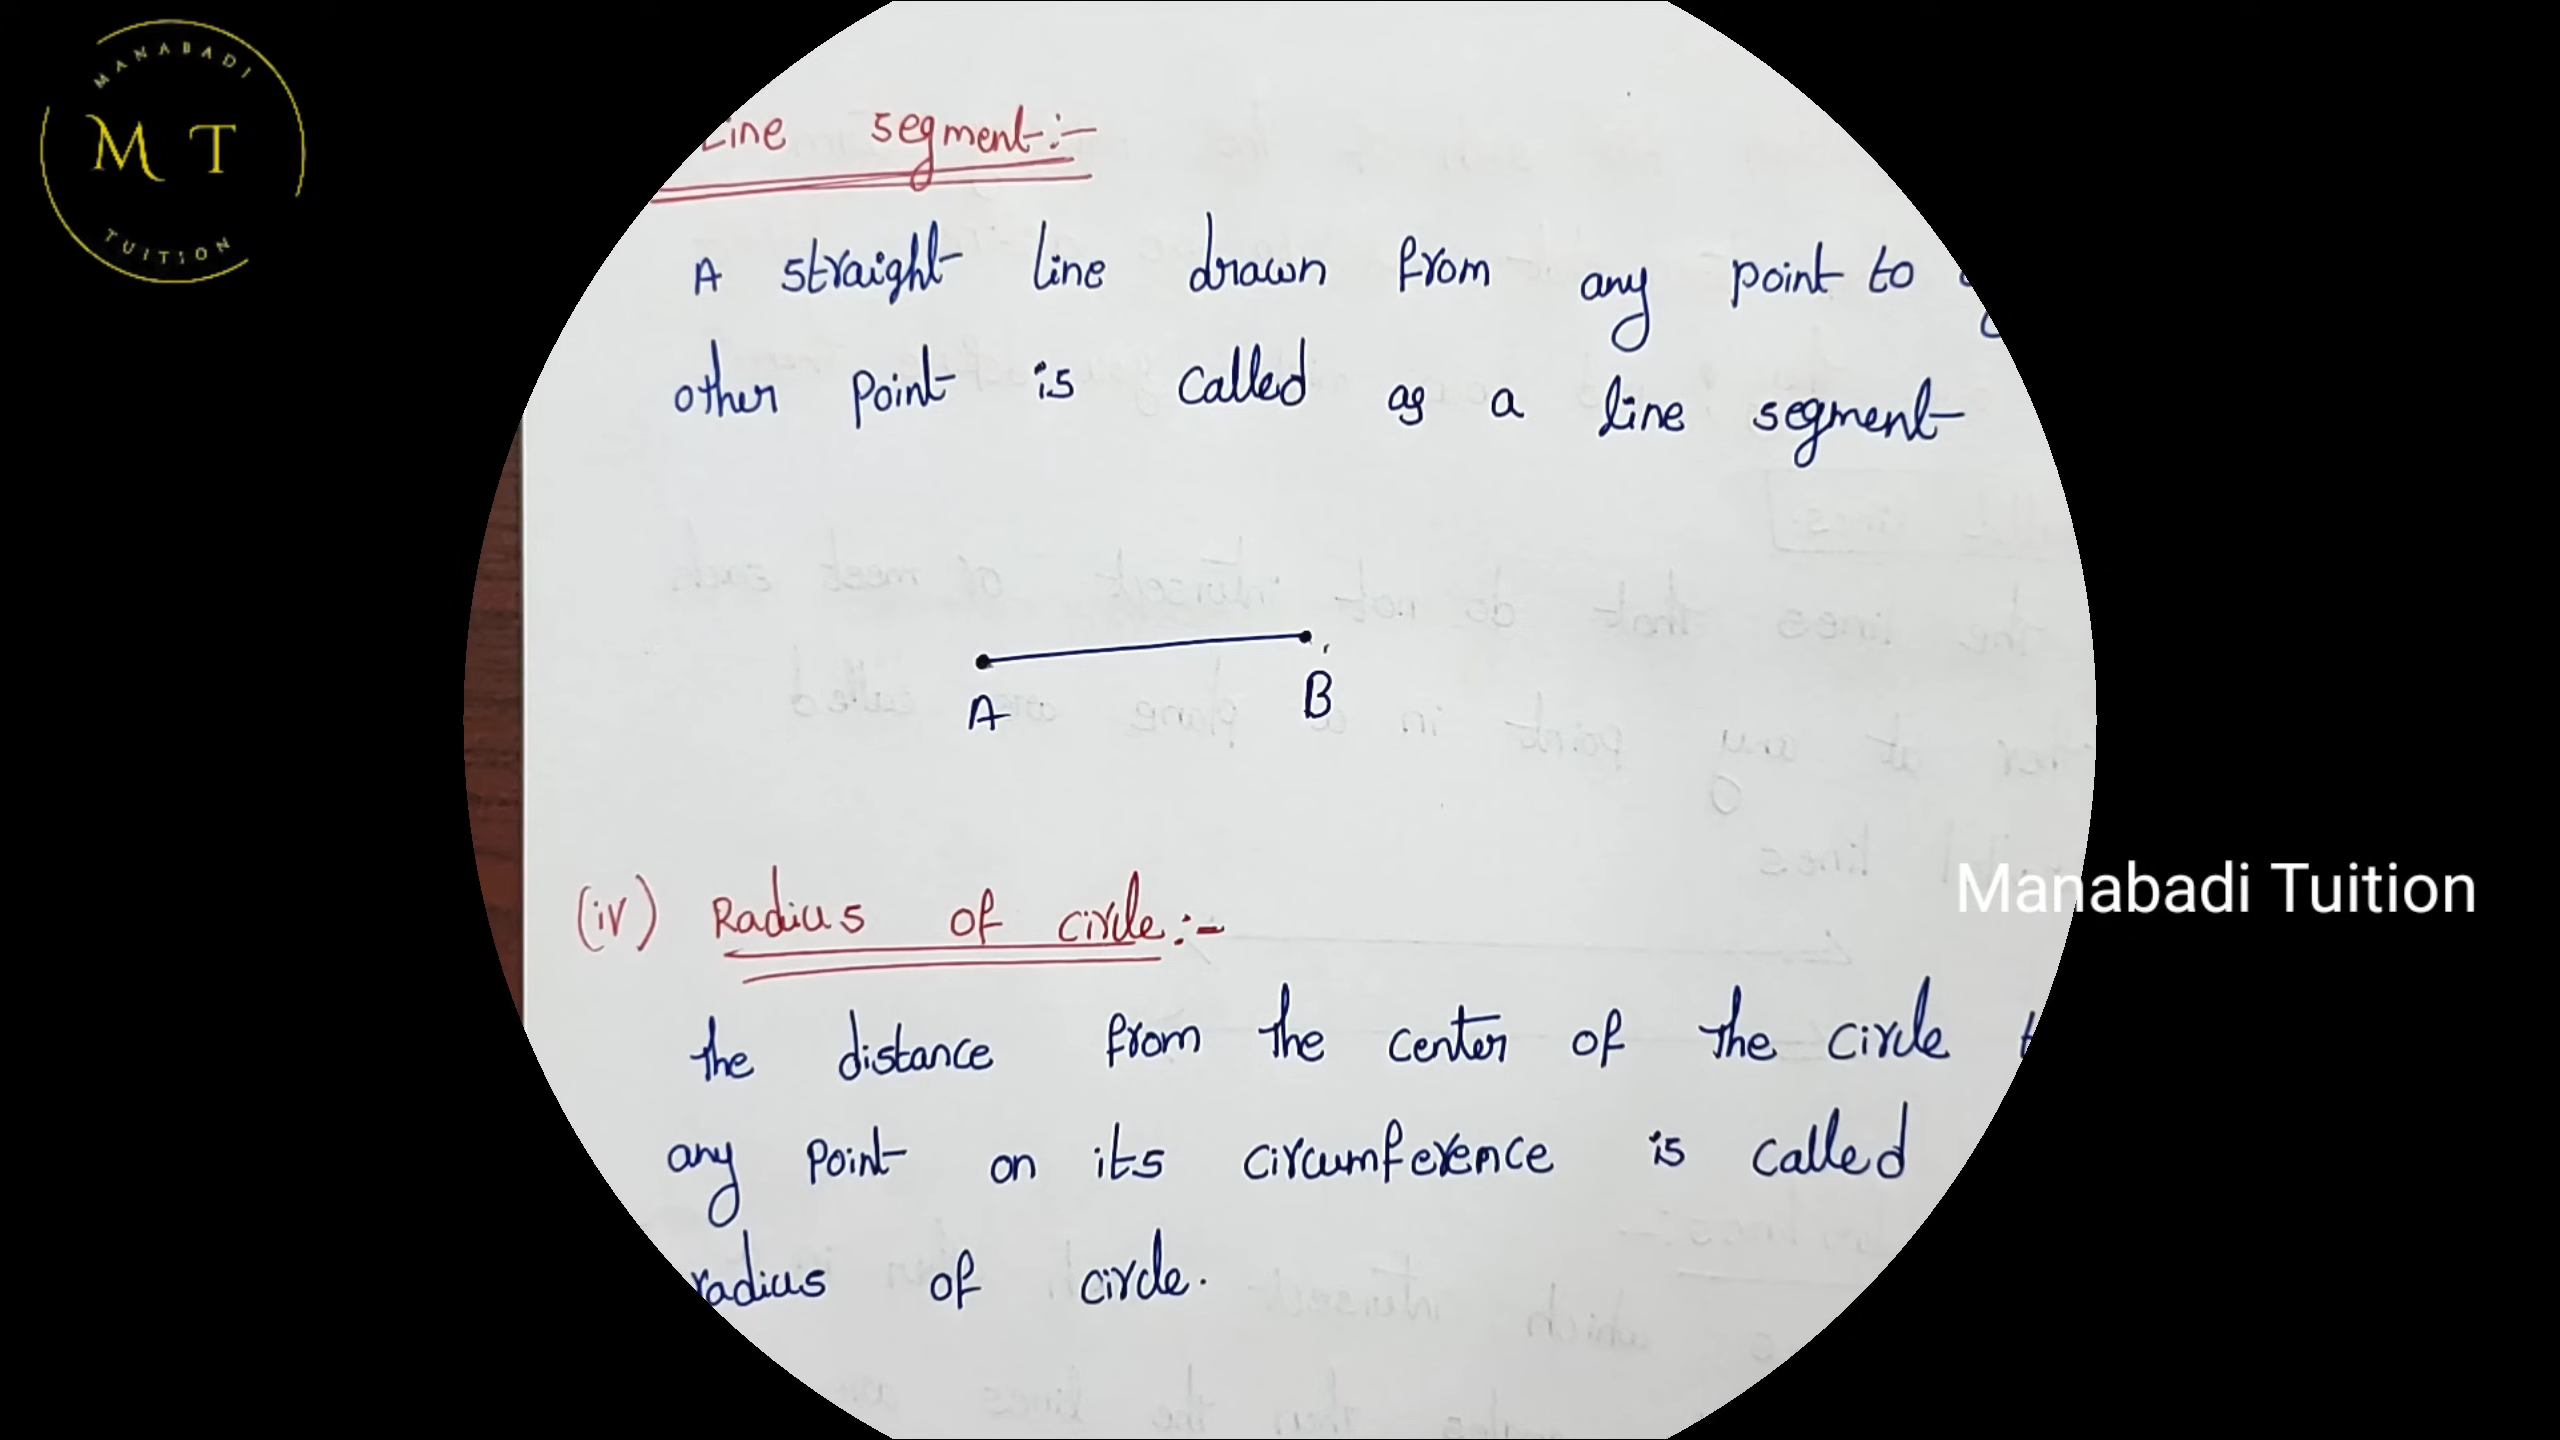 MANABADI
M T
TUITION
Line segment:-
A straight line drawn from any point to
other point is called as a line segment
A
B
Manabadi Tuition
(iv) Radius of circle:-
the distance from the center of the circle
any point on its circumference is called
radius of circle.